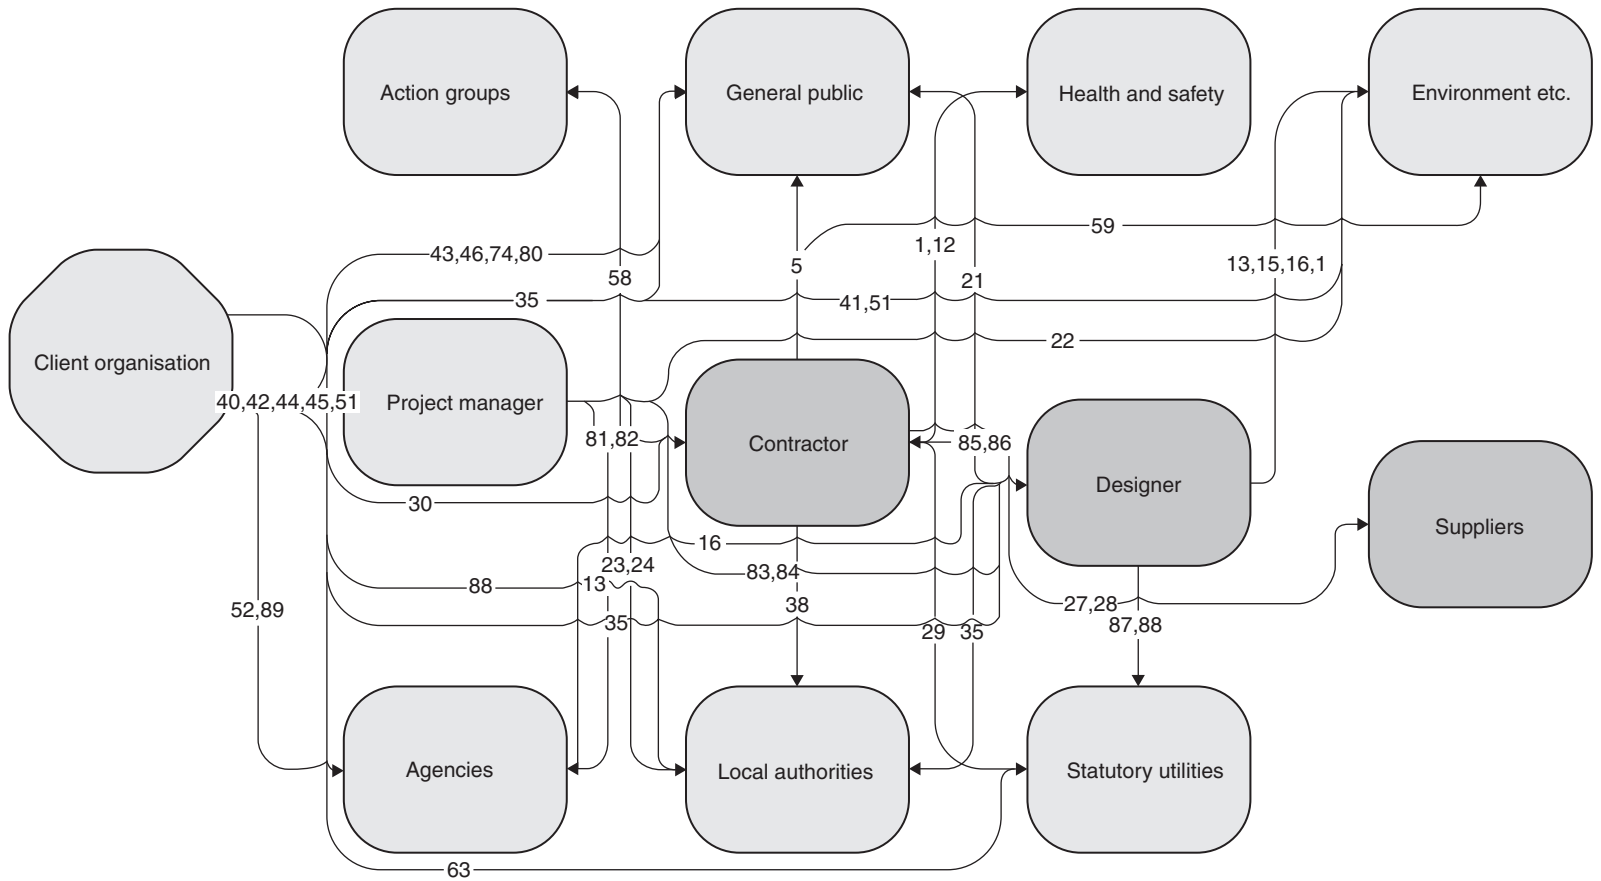 Action groups
General public
Health and safety
Environment etc.
59
1,12
43,46,74,80
5
13,15,16,1
58
21
35
41,51
22
Client organisation
40,42,44,45,51
Project manager
81,82
Contractor
85,86
Designer
Suppliers
30
16
23,24
83,84
88
13
38
27,28
52,89
35
29
35
87,88
Agencies
Local authorities
Statutory utilities
63